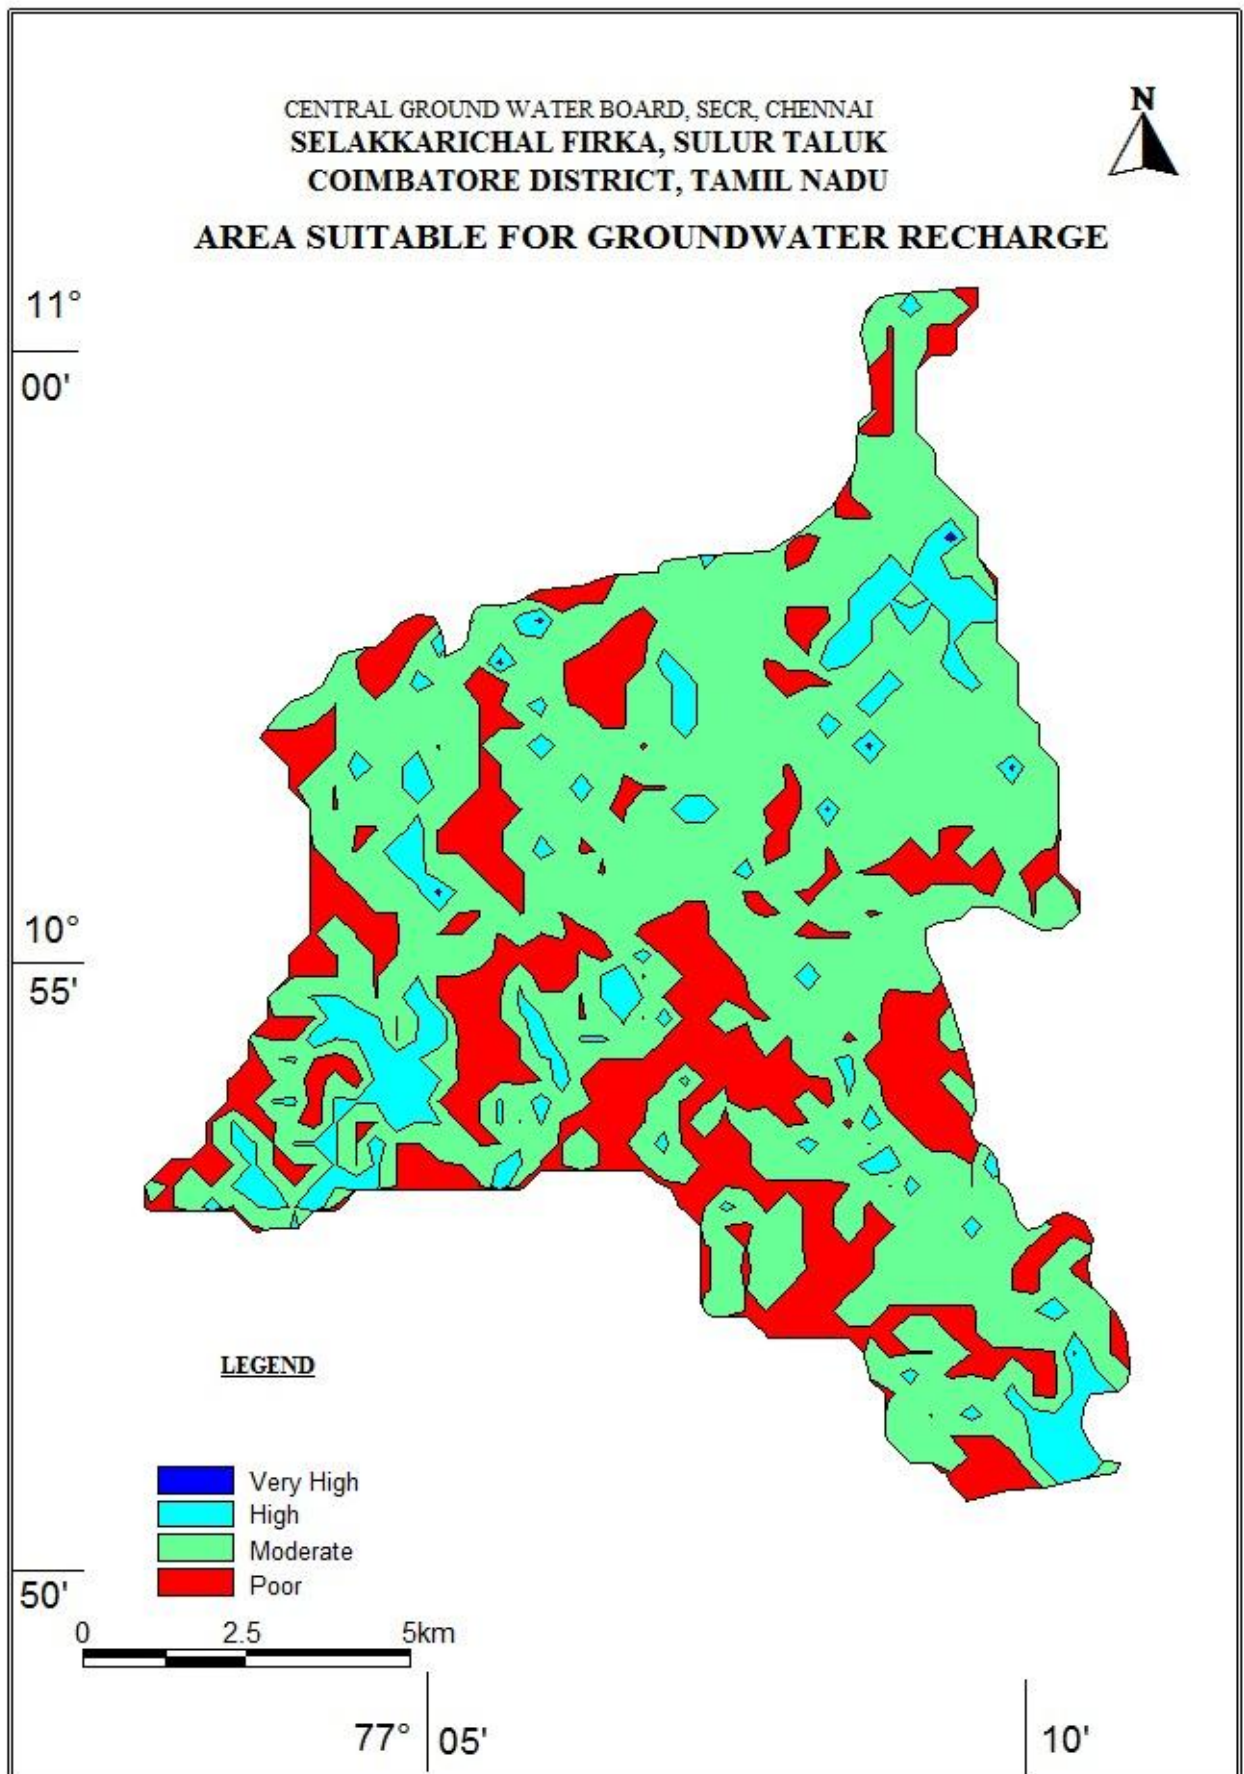 CENTRAL GROUND WATER BOARD, SECR, CHENNAI
SELAKKARICHAL FIRKA, SULUR TALUK
COIMBATORE DISTRICT, TAMIL NADU
N
AREA SUITABLE FOR GROUNDWATER RECHARGE
11°
00'
10°
55'
LEGEND
Very High
High
Moderate
Poor
50'
0 2.5 5km
77° 05' 10'